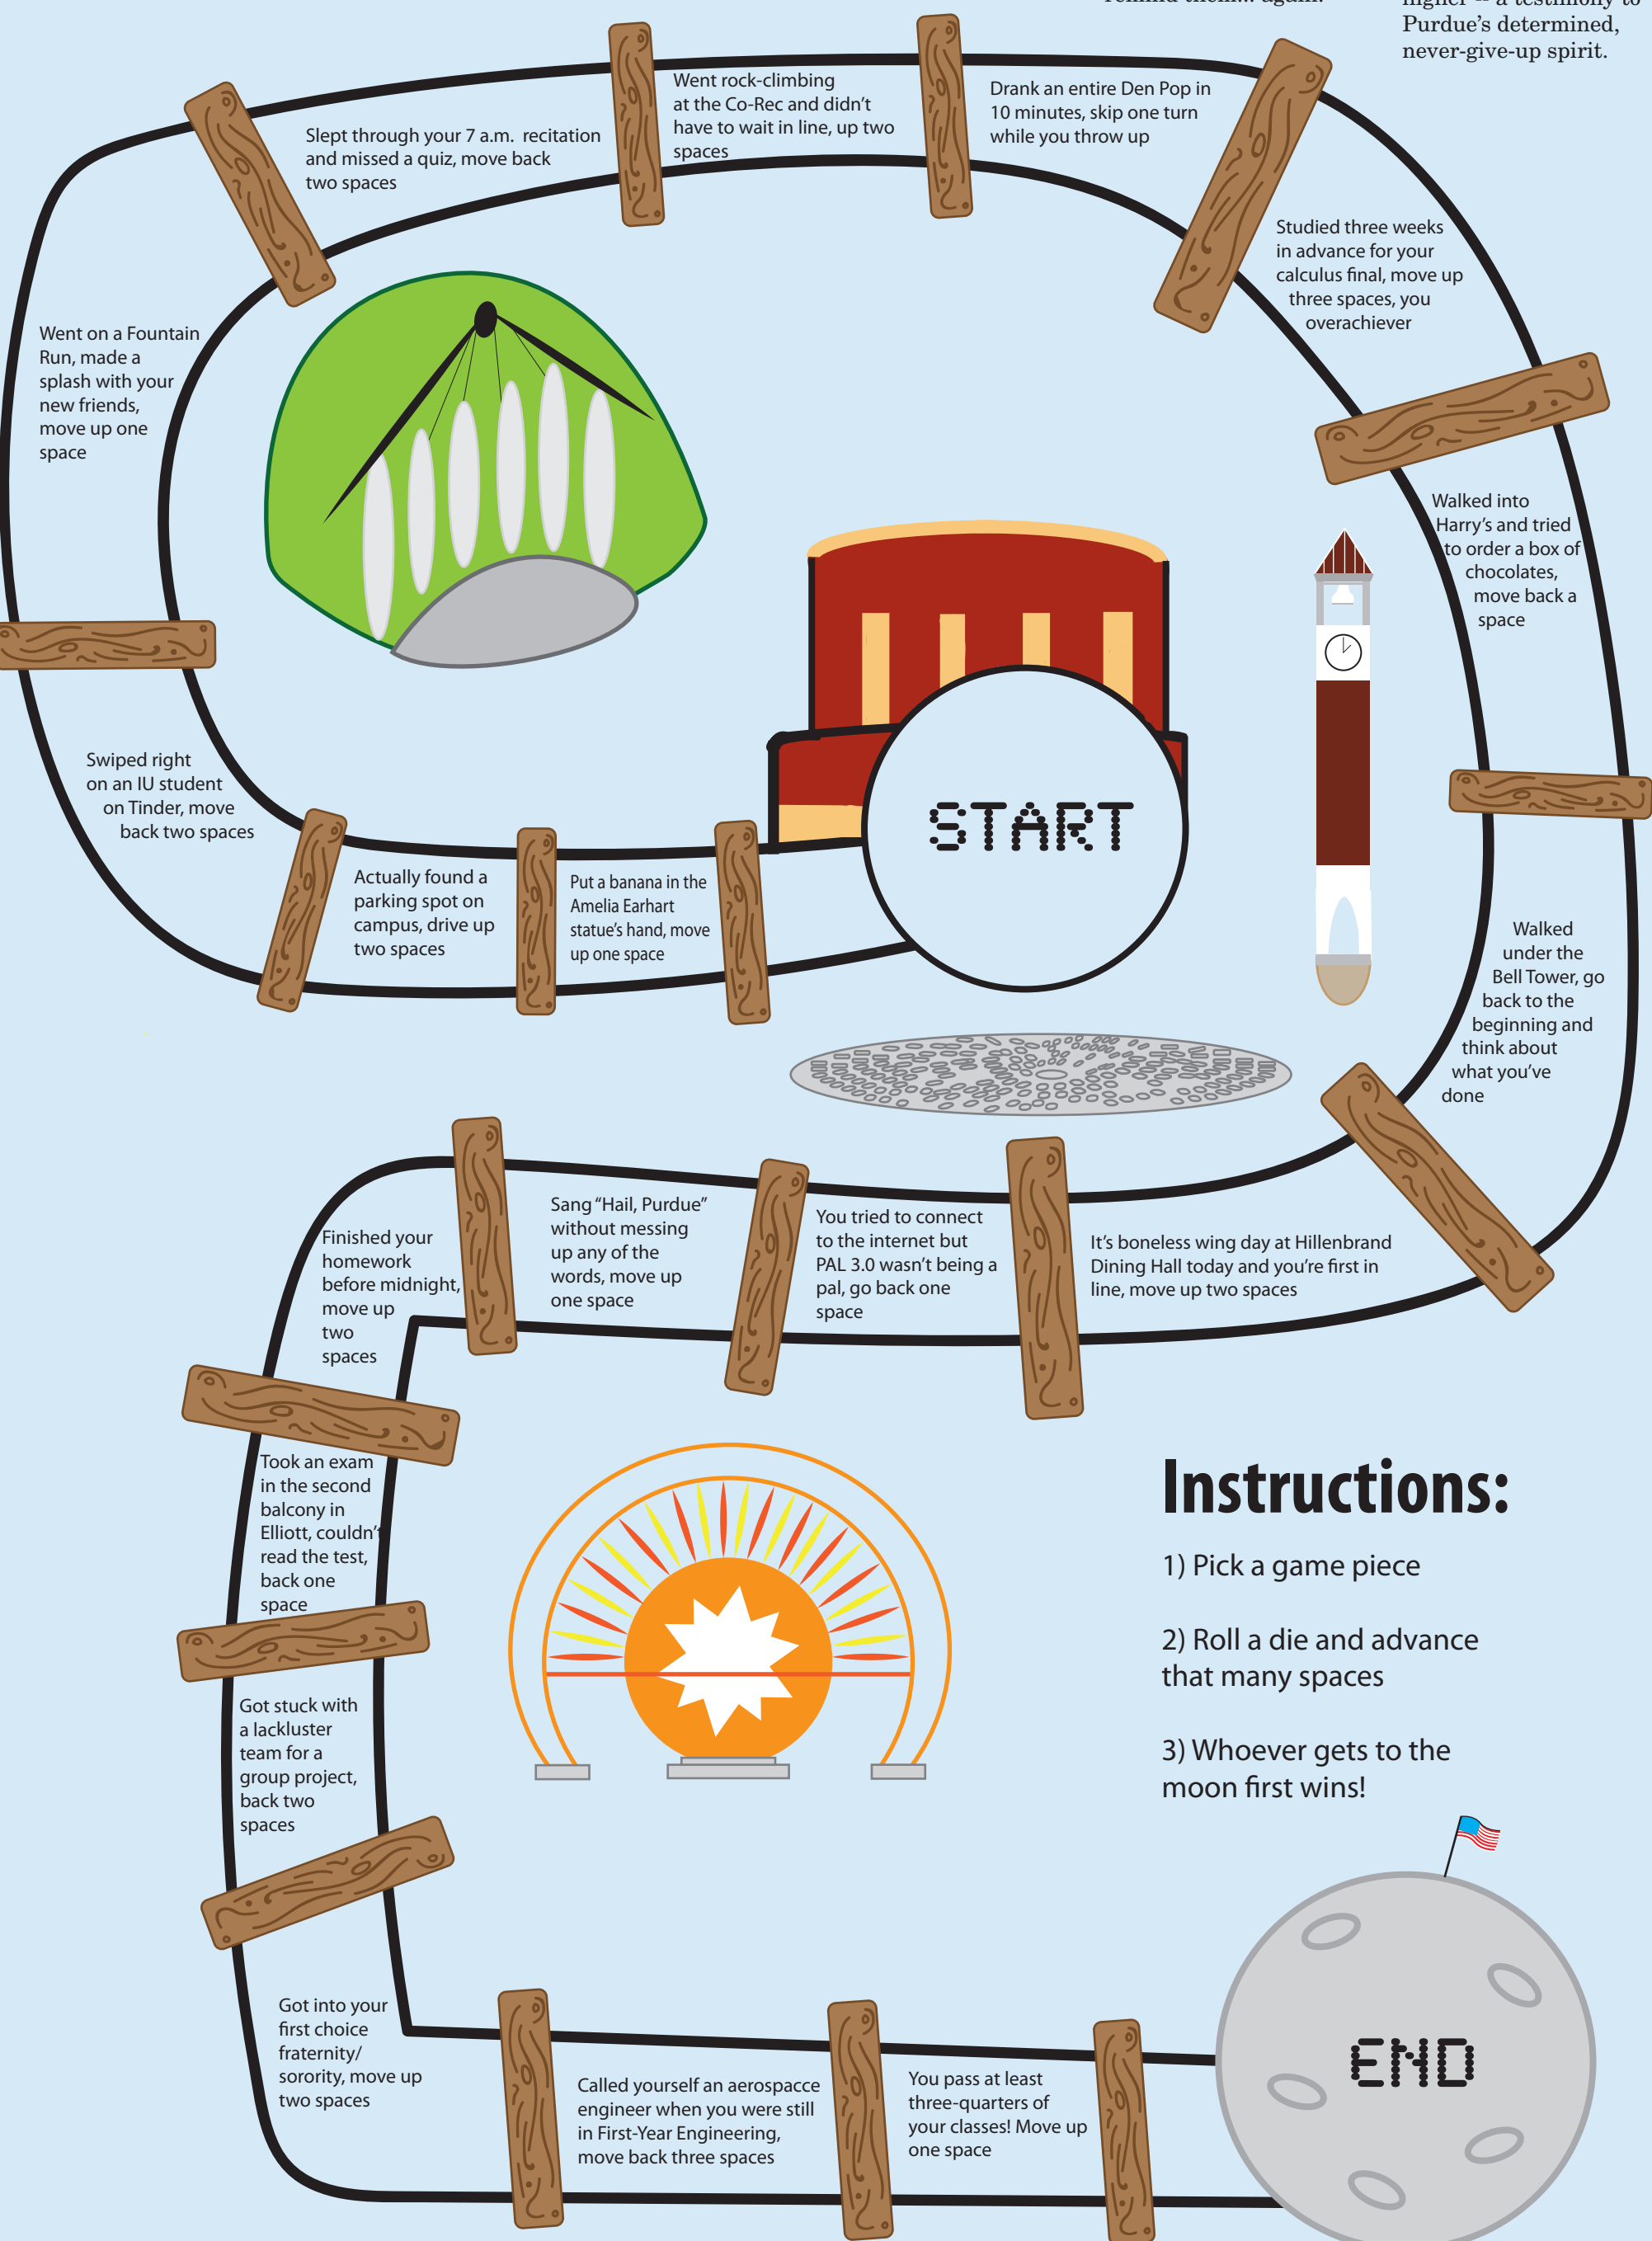 higher — a testimony to
Purdue's determined,
never-give-up spirit.
Went rock-climbing
at the Co-Rec and didn't
have to wait in line, up two
spaces
Drank an entire Den Pop in
10 minutes, skip one turn
while you throw up
Slept through your 7 a.m. recitation
and missed a quiz, move back
two spaces
Studied three weeks
in advance for your
calculus final, move up
three spaces, you
overachiever
Went on a Fountain
Run, made a
splash with your
new friends,
move up one
space
Walked into
Harry's and tried
to order a box of
chocolates,
move back a
space
Swiped right
on an IU student
on Tinder, move
back two spaces
Actually found a
parking spot on
campus, drive up
two spaces
Put a banana in the
Amelia Earhart
statue's hand, move
up one space
START
Walked
under the
Bell Tower, go
back to the
beginning and
think about
what you've
done
Finished your
homework
before midnight,
move up
two
spaces
Sang "Hail, Purdue"
without messing
up any of the
words, move up
one space
You tried to connect
to the internet but
PAL 3.0 wasn't being a
pal, go back one
space
It's boneless wing day at Hillenbrand
Dining Hall today and you're first in
line, move up two spaces
Took an exam
in the second
balcony in
Elliott, couldn't
read the test,
back one
space
Got stuck with
a lackluster
team for a
group project,
back two
spaces
Instructions:
1) Pick a game piece
2) Roll a die and advance
that many spaces
3) Whoever gets to the
moon first wins!
Got into your
first choice
fraternity/
sorority, move up
two spaces
Called yourself an aerospacce
engineer when you were still
in First-Year Engineering,
move back three spaces
You pass at least
three-quarters of
your classes! Move up
one space
END